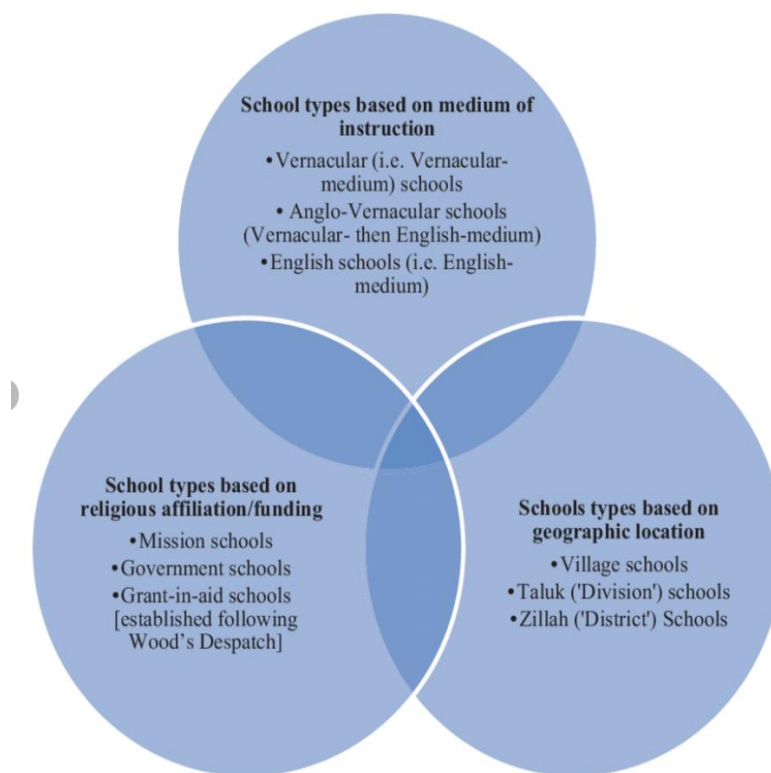 School types based on medium of
instruction
•Vernacular (i.e. Vernacular-
medium) schools
• Anglo-Vernacular schools
(Vernacular- then English-medium)
•English schools (i.e. English-
medium)
School types based on
religious affiliation/funding
•Mission schools
•Government schools
•Grant-in-aid schools
[established following
Wood’s Despatch]
Schools types based on
geographic location
•Village schools
•Taluk ('Division') schools
•Zillah ('District') Schools